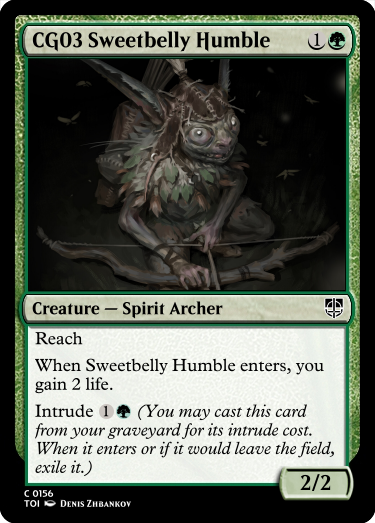 CG03 Sweetbelly Humble 1
Creature — Spirit Archer
Reach
When Sweetbelly Humble enters, you
gain 2 life.
Intrude 1 (You may cast this card
from your graveyard for its intrude cost.
When it enters or if it would leave the field,
exile it.)
2/2
C 0156
TOI DENIS ZHBANKOV